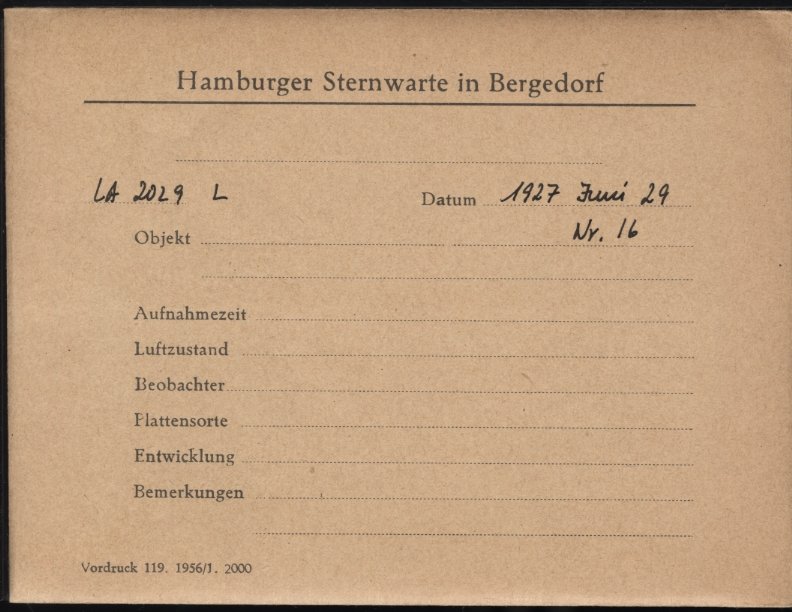 Hamburger Sternwarte in Bergedorf
LA 2029 L Datum 1927 Juni 29
Objekt Nr. 16
Aufnahmezeit
Luftzustand
Beobachter
Plattensorte
Entwicklung
Bemerkungen
Vordruck 119. 1956/1. 2000